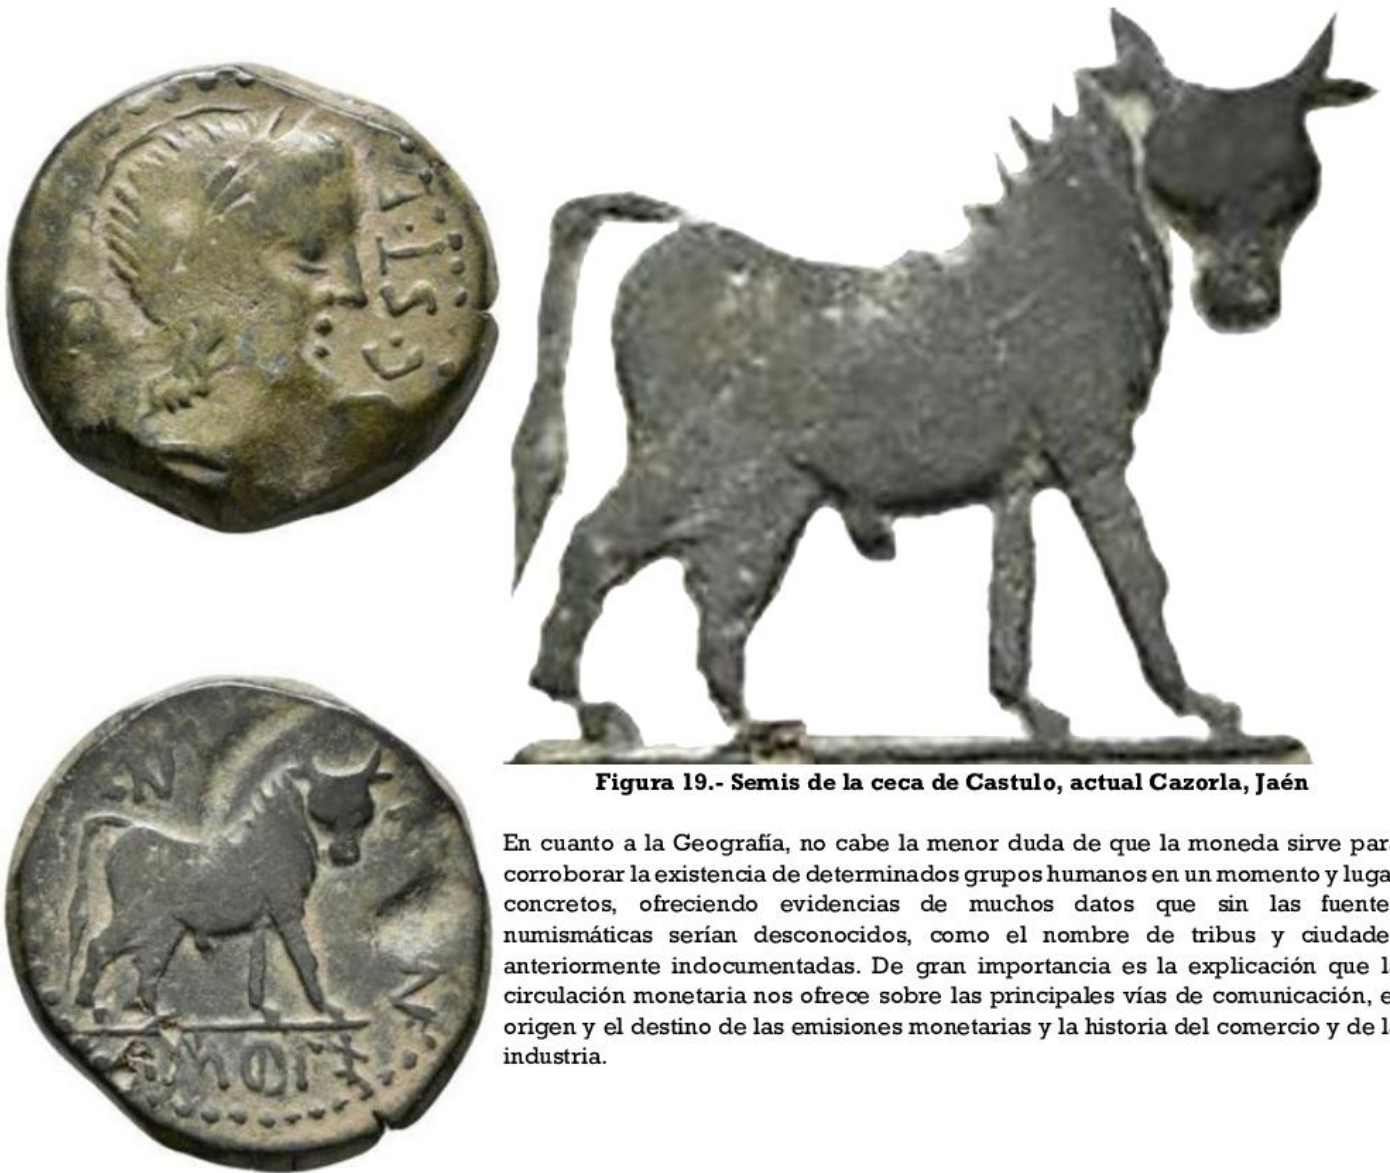 Figura 19.- Semis de la ceca de Castulo, actual Cazorla, Jaén
En cuanto a la Geografía, no cabe la menor duda de que la moneda sirve para
corroborar la existencia de determinados grupos humanos en un momento y luga
concretos, ofreciendo evidencias de muchos datos que sin las fuente
numismáticas serían desconocidos, como el nombre de tribus y ciudade
anteriormente indocumentadas. De gran importancia es la explicación que l
circulación monetaria nos ofrece sobre las principales vías de comunicación, e
origen y el destino de las emisiones monetarias y la historia del comercio y de l
industria.